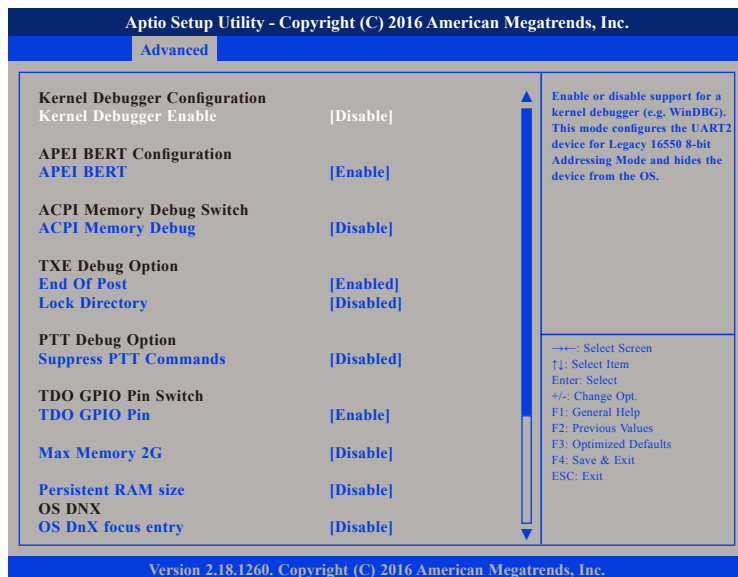 Aptio Setup Utility - Copyright (C) 2016 American Megatrends, Inc.
Advanced
Kernel Debugger Configuration
Kernel Debugger Enable [Disable]
APEI BERT Configuration
APEI BERT [Enable]
ACPI Memory Debug Switch
ACPI Memory Debug [Disable]
TXE Debug Option
End Of Post [Enabled]
Lock Directory [Disabled]
PTT Debug Option
Suppress PTT Commands [Disabled]
TDO GPIO Pin Switch
TDO GPIO Pin [Enable]
Max Memory 2G [Disable]
Persistent RAM size [Disable]
OS DNX
OS DnX focus entry [Disable]
Enable or disable support for a
kernel debugger (e.g. WinDBG).
This mode configures the UART2
device for Legacy 16550 8-bit
Addressing Mode and hides the
device from the OS.
→←: Select Screen
↑↓: Select Item
Enter: Select
+/-: Change Opt.
F1: General Help
F2: Previous Values
F3: Optimized Defaults
F4: Save & Exit
ESC: Exit
Version 2.18.1260. Copyright (C) 2016 American Megatrends, Inc.